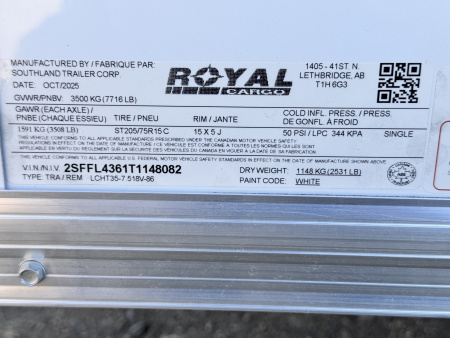 MANUFACTURED BY / FABRIQUE PAR:
SOUTHLAND TRAILER CORP.
DATE: OCT/2025
ROYAL
CARGO
1405 - 41ST N.
LETHBRIDGE, AB
T1H 6G3
GVWR/PNBV: 3500 KG (7716 LB)
GAWR (EACH AXLE) / PNBE (CHAQUE ESSIEU) TIRE / PNEU RIM / JANTE COLD INFL. PRESS. / PRESS. DE GONFL À FROID
1591 KG (3508 LB) ST205/75R15 C 15 X 5 J 50 PSI / LPC 344 KPA SINGLE
V.I.N./N.I.V. 2SFFL4361T1148082
TYPE: TRA / REM LCHT35-7.518V-86
DRY WEIGHT: 1148 KG (2531 LB)
PAINT CODE: WHITE